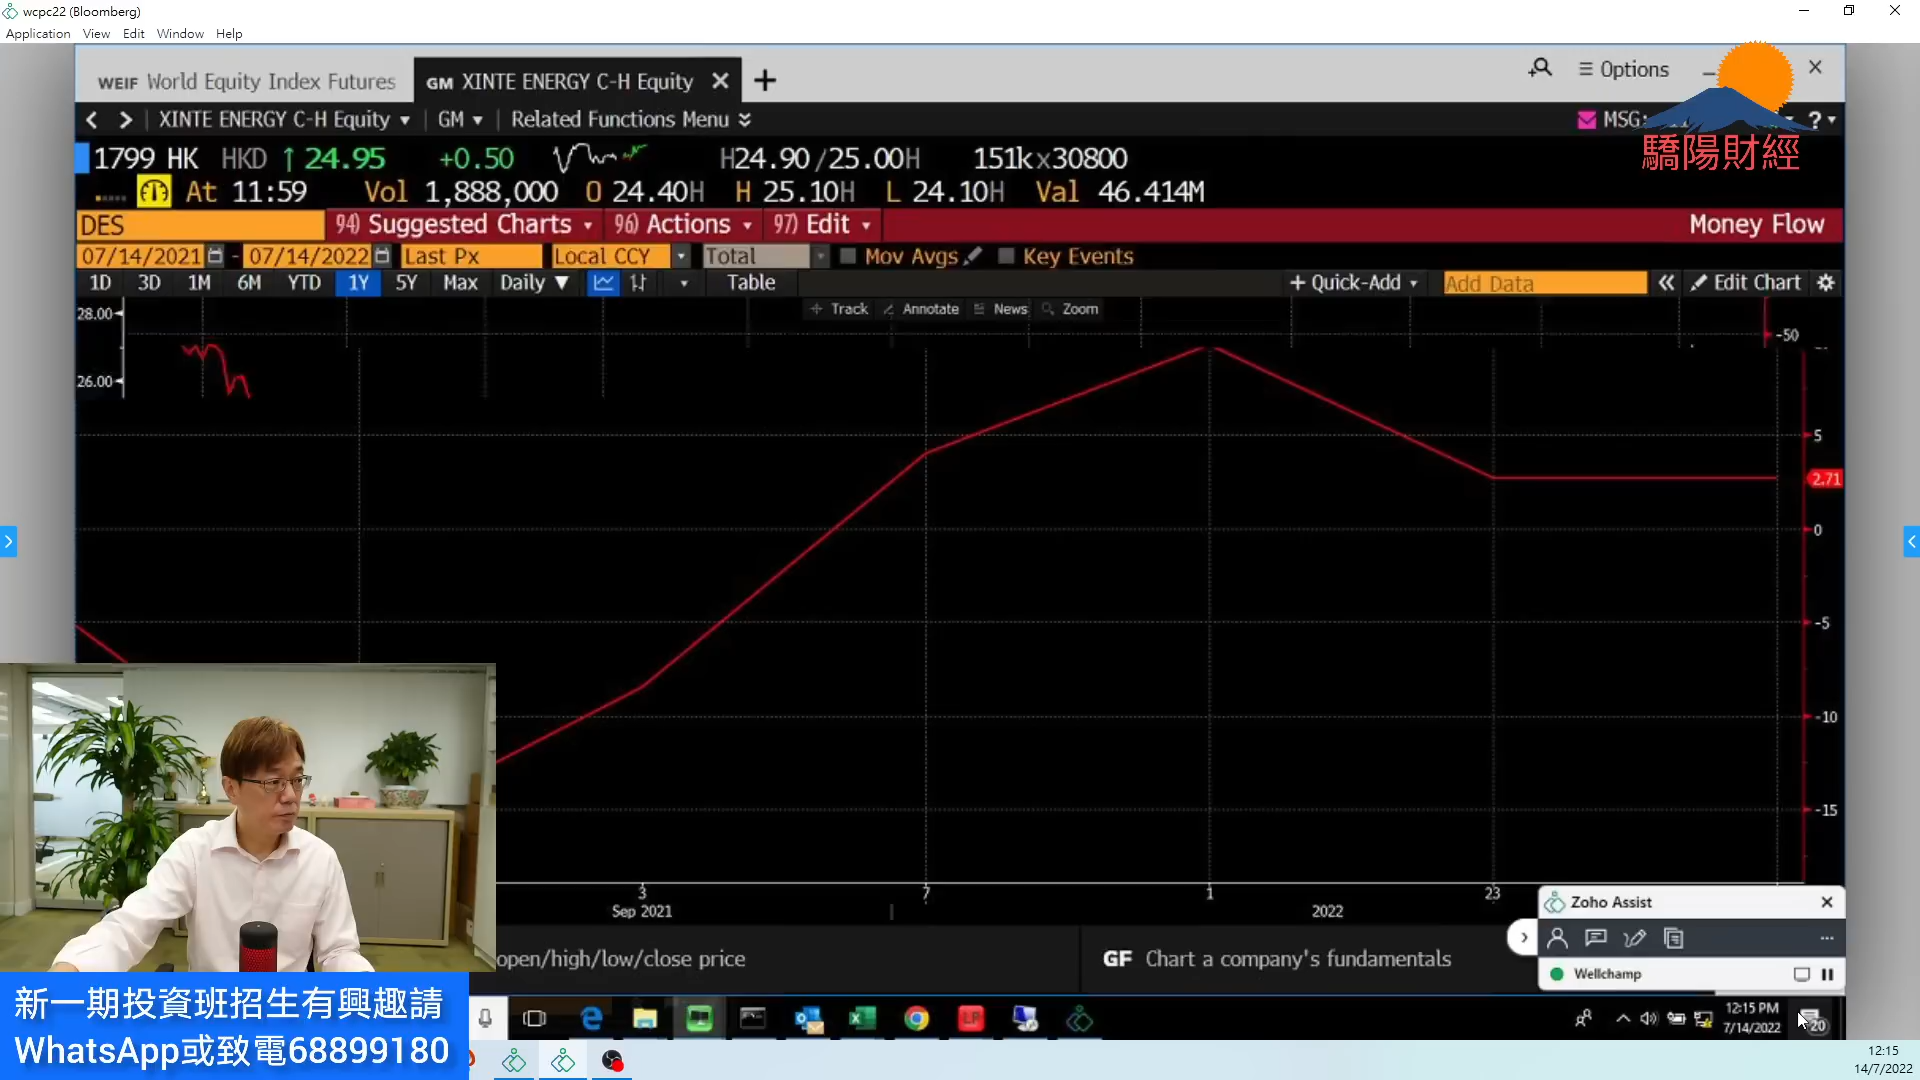 wcpc22 (Bloomberg)
Application View Edit Window Help
WEIF World Equity Index Futures GM XINTE ENERGY C-H Equity
Options
XINTE ENERGY C-H Equity GM Related Functions Menu
MSG: ?
驕陽財經
1799 HK HKD ↑ 24.95 +0.50 H24.90/25.00H 151kx30800
At 11:59 Vol 1,888,000 O 24.40H H 25.10H L 24.10H Val 46.414M
DES 94) Suggested Charts 96) Actions 97) Edit Money Flow
07/14/2021 - 07/14/2022 Last Px Local CCY Total Mov Avgs Key Events
1D 3D 1M 6M YTD 1Y 5Y Max Daily ▼ Table + Quick-Add Add Data « Edit Chart
Track Annotate News Zoom
28.00
-50
26.00
5
2.71
0
-5
-10
-15
3 7 1 23
Sep 2021 2022
open/high/low/close price GF Chart a company's fundamentals
Zoho Assist
Wellchamp
新一期投資班招生有興趣請
WhatsApp或致電68899180
12:15 PM
7/14/2022
20
12:15
14/7/2022